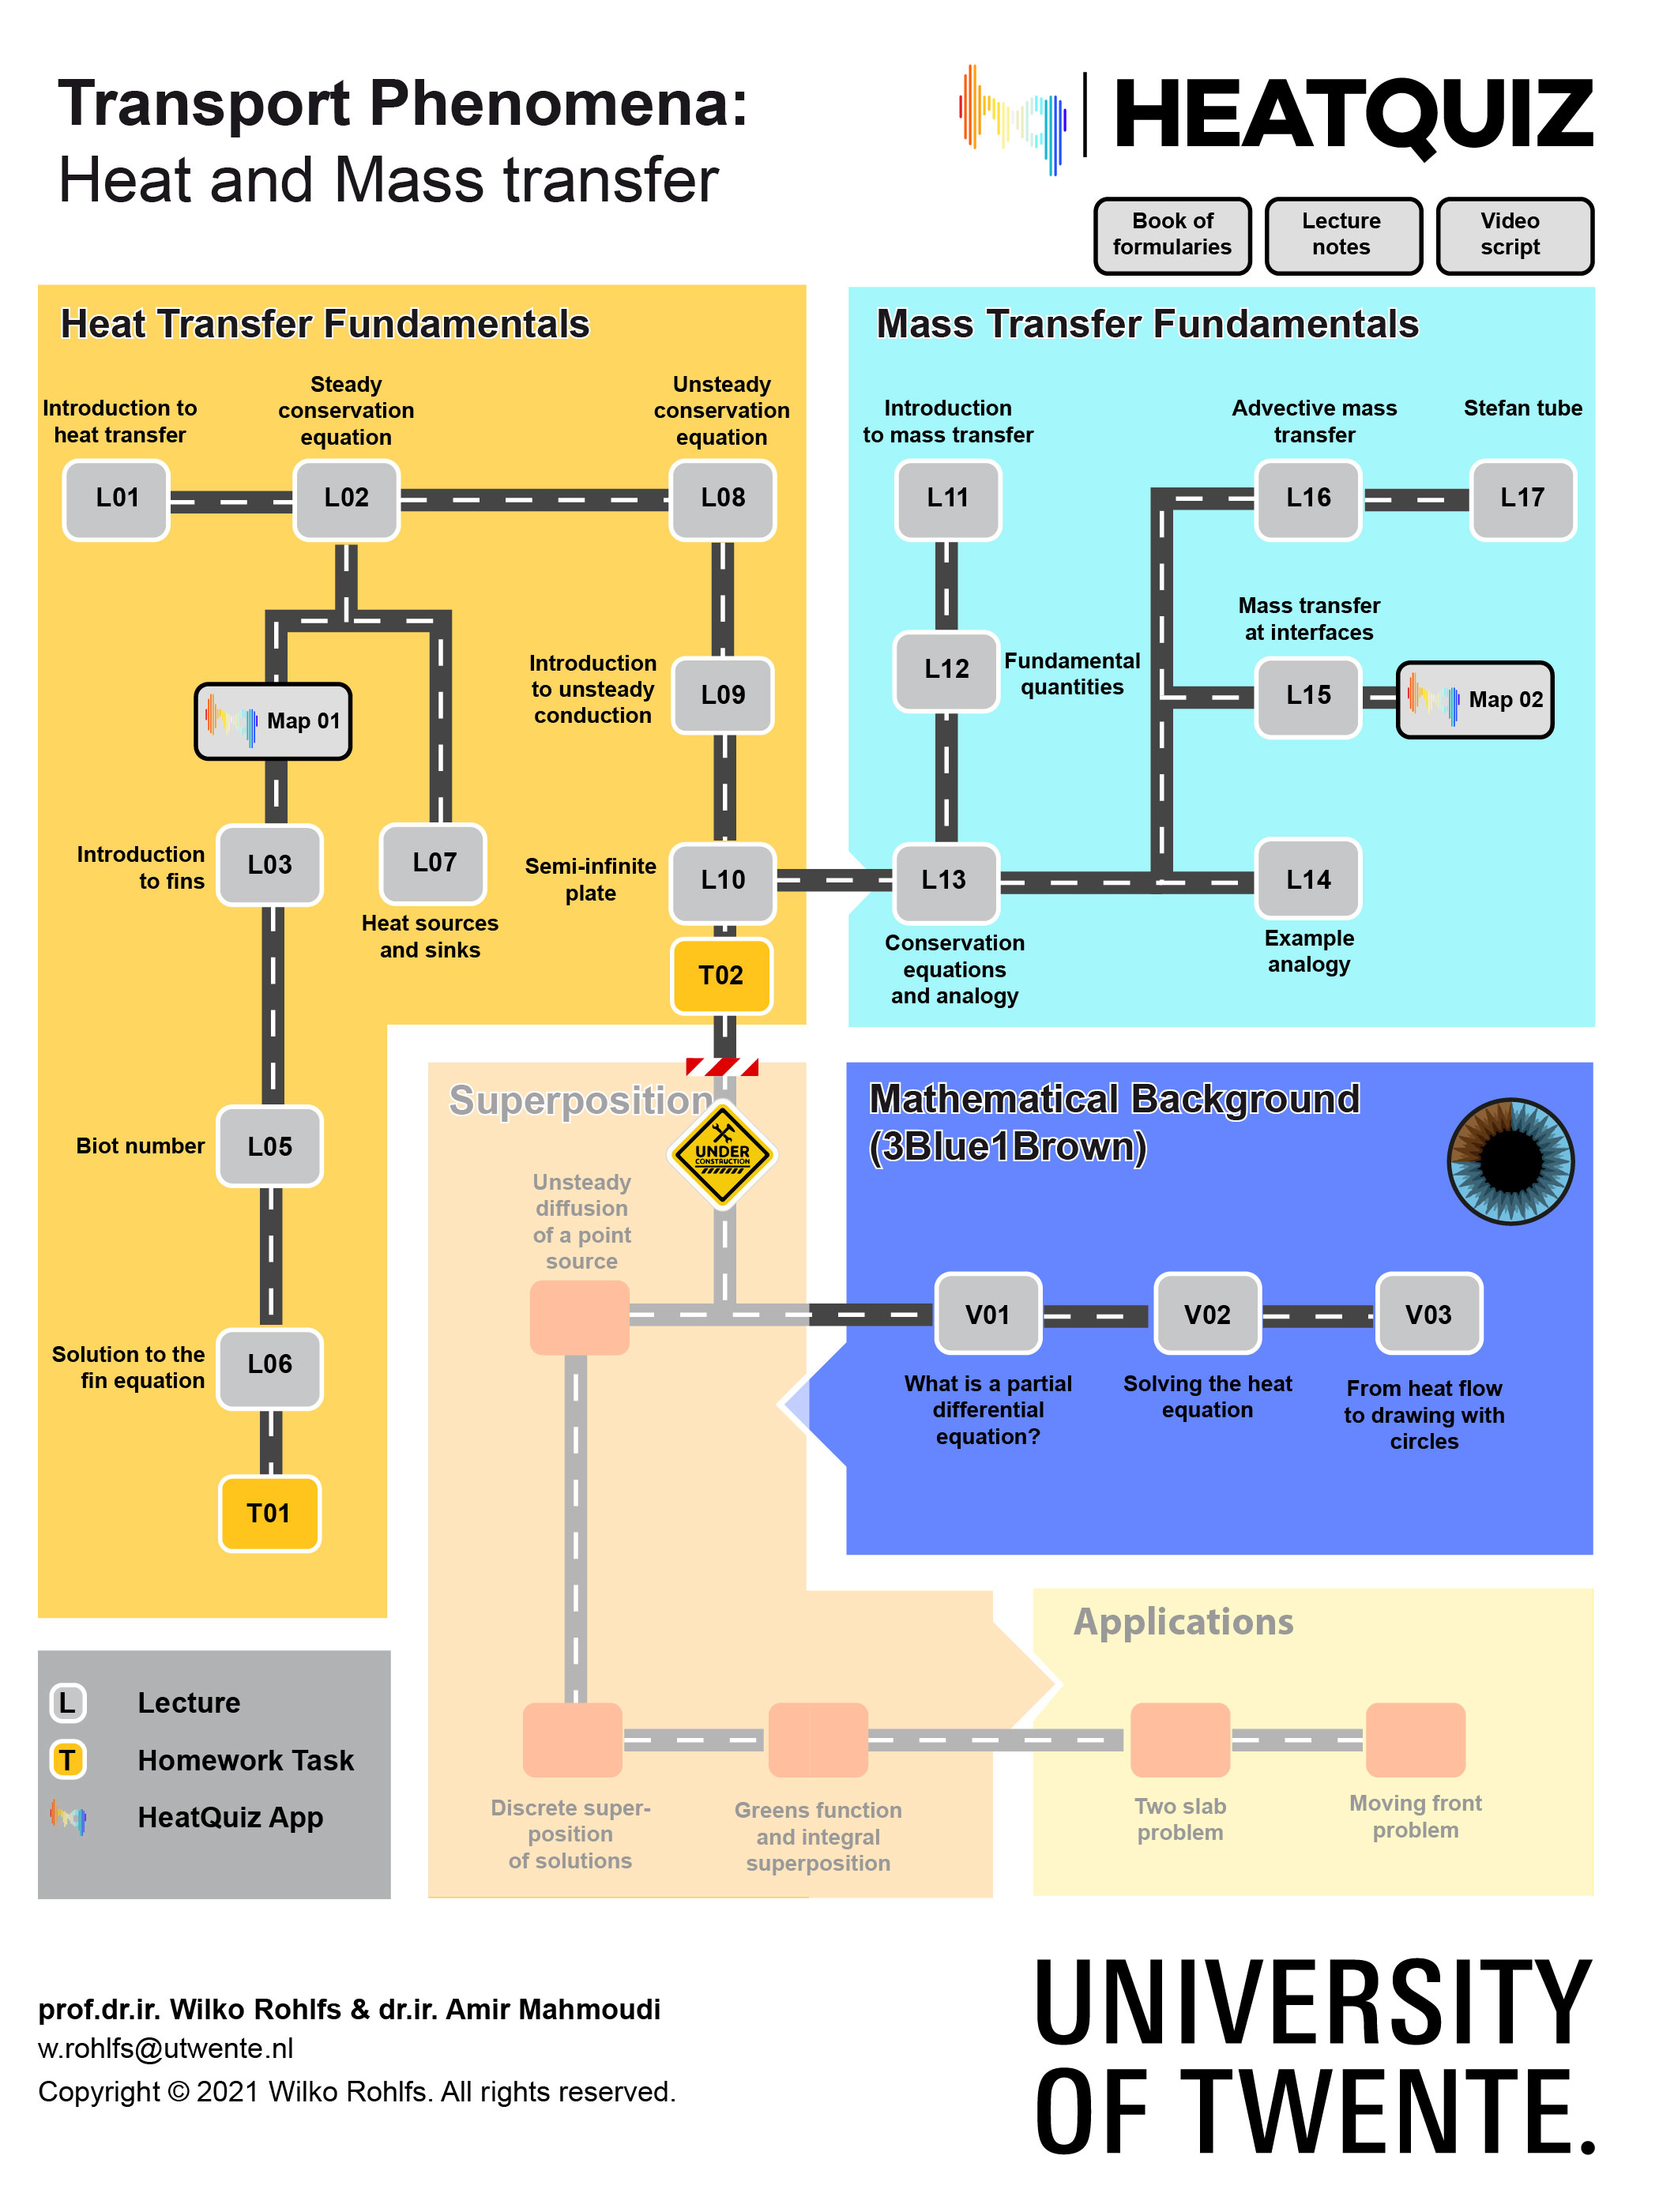 Transport Phenomena:
Heat and Mass transfer
HEATQUIZ
Book of
formularies
Lecture
notes
Video
script
Heat Transfer Fundamentals
Introduction to
heat transfer
Steady
conservation
equation
Unsteady
conservation
equation
L01
L02
L08
Map 01
Introduction
to unsteady
conduction
L09
Introduction
to fins
L03
L07
Heat sources
and sinks
Semi-infinite
plate
L10
T02
Biot number
L05
Solution to the
fin equation
L06
T01
Mass Transfer Fundamentals
Introduction
to mass transfer
Advective mass
transfer
Stefan tube
L11
L16
L17
Mass transfer
at interfaces
L12
Fundamental
quantities
L15
Map 02
L13
L14
Conservation
equations
and analogy
Example
analogy
Superposition
UNDER
CONSTRUCTION
Unsteady
diffusion
of a point
source
Discrete super-
position
of solutions
Greens function
and integral
superposition
Mathematical Background
(3Blue1Brown)
V01
V02
V03
What is a partial
differential
equation?
Solving the heat
equation
From heat flow
to drawing with
circles
Applications
Two slab
problem
Moving front
problem
L
Lecture
T
Homework Task
HeatQuiz App
prof.dr.ir. Wilko Rohlfs & dr.ir. Amir Mahmoudi
w.rohlfs@utwente.nl
Copyright © 2021 Wilko Rohlfs. All rights reserved.
UNIVERSITY
OF TWENTE.